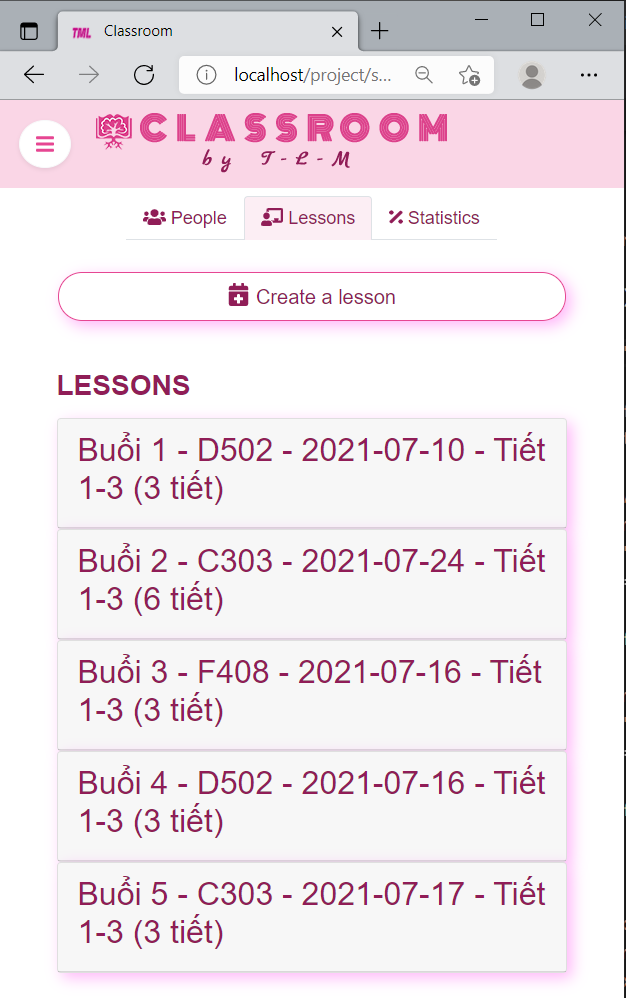 TML Classroom
localhost/project/s...
CLASSROOM
by T-L-M
People Lessons Statistics
Create a lesson
LESSONS
Buổi 1 - D502 - 2021-07-10 - Tiết
1-3 (3 tiết)
Buổi 2 - C303 - 2021-07-24 - Tiết
1-3 (6 tiết)
Buổi 3 - F408 - 2021-07-16 - Tiết
1-3 (3 tiết)
Buổi 4 - D502 - 2021-07-16 - Tiết
1-3 (3 tiết)
Buổi 5 - C303 - 2021-07-17 - Tiết
1-3 (3 tiết)